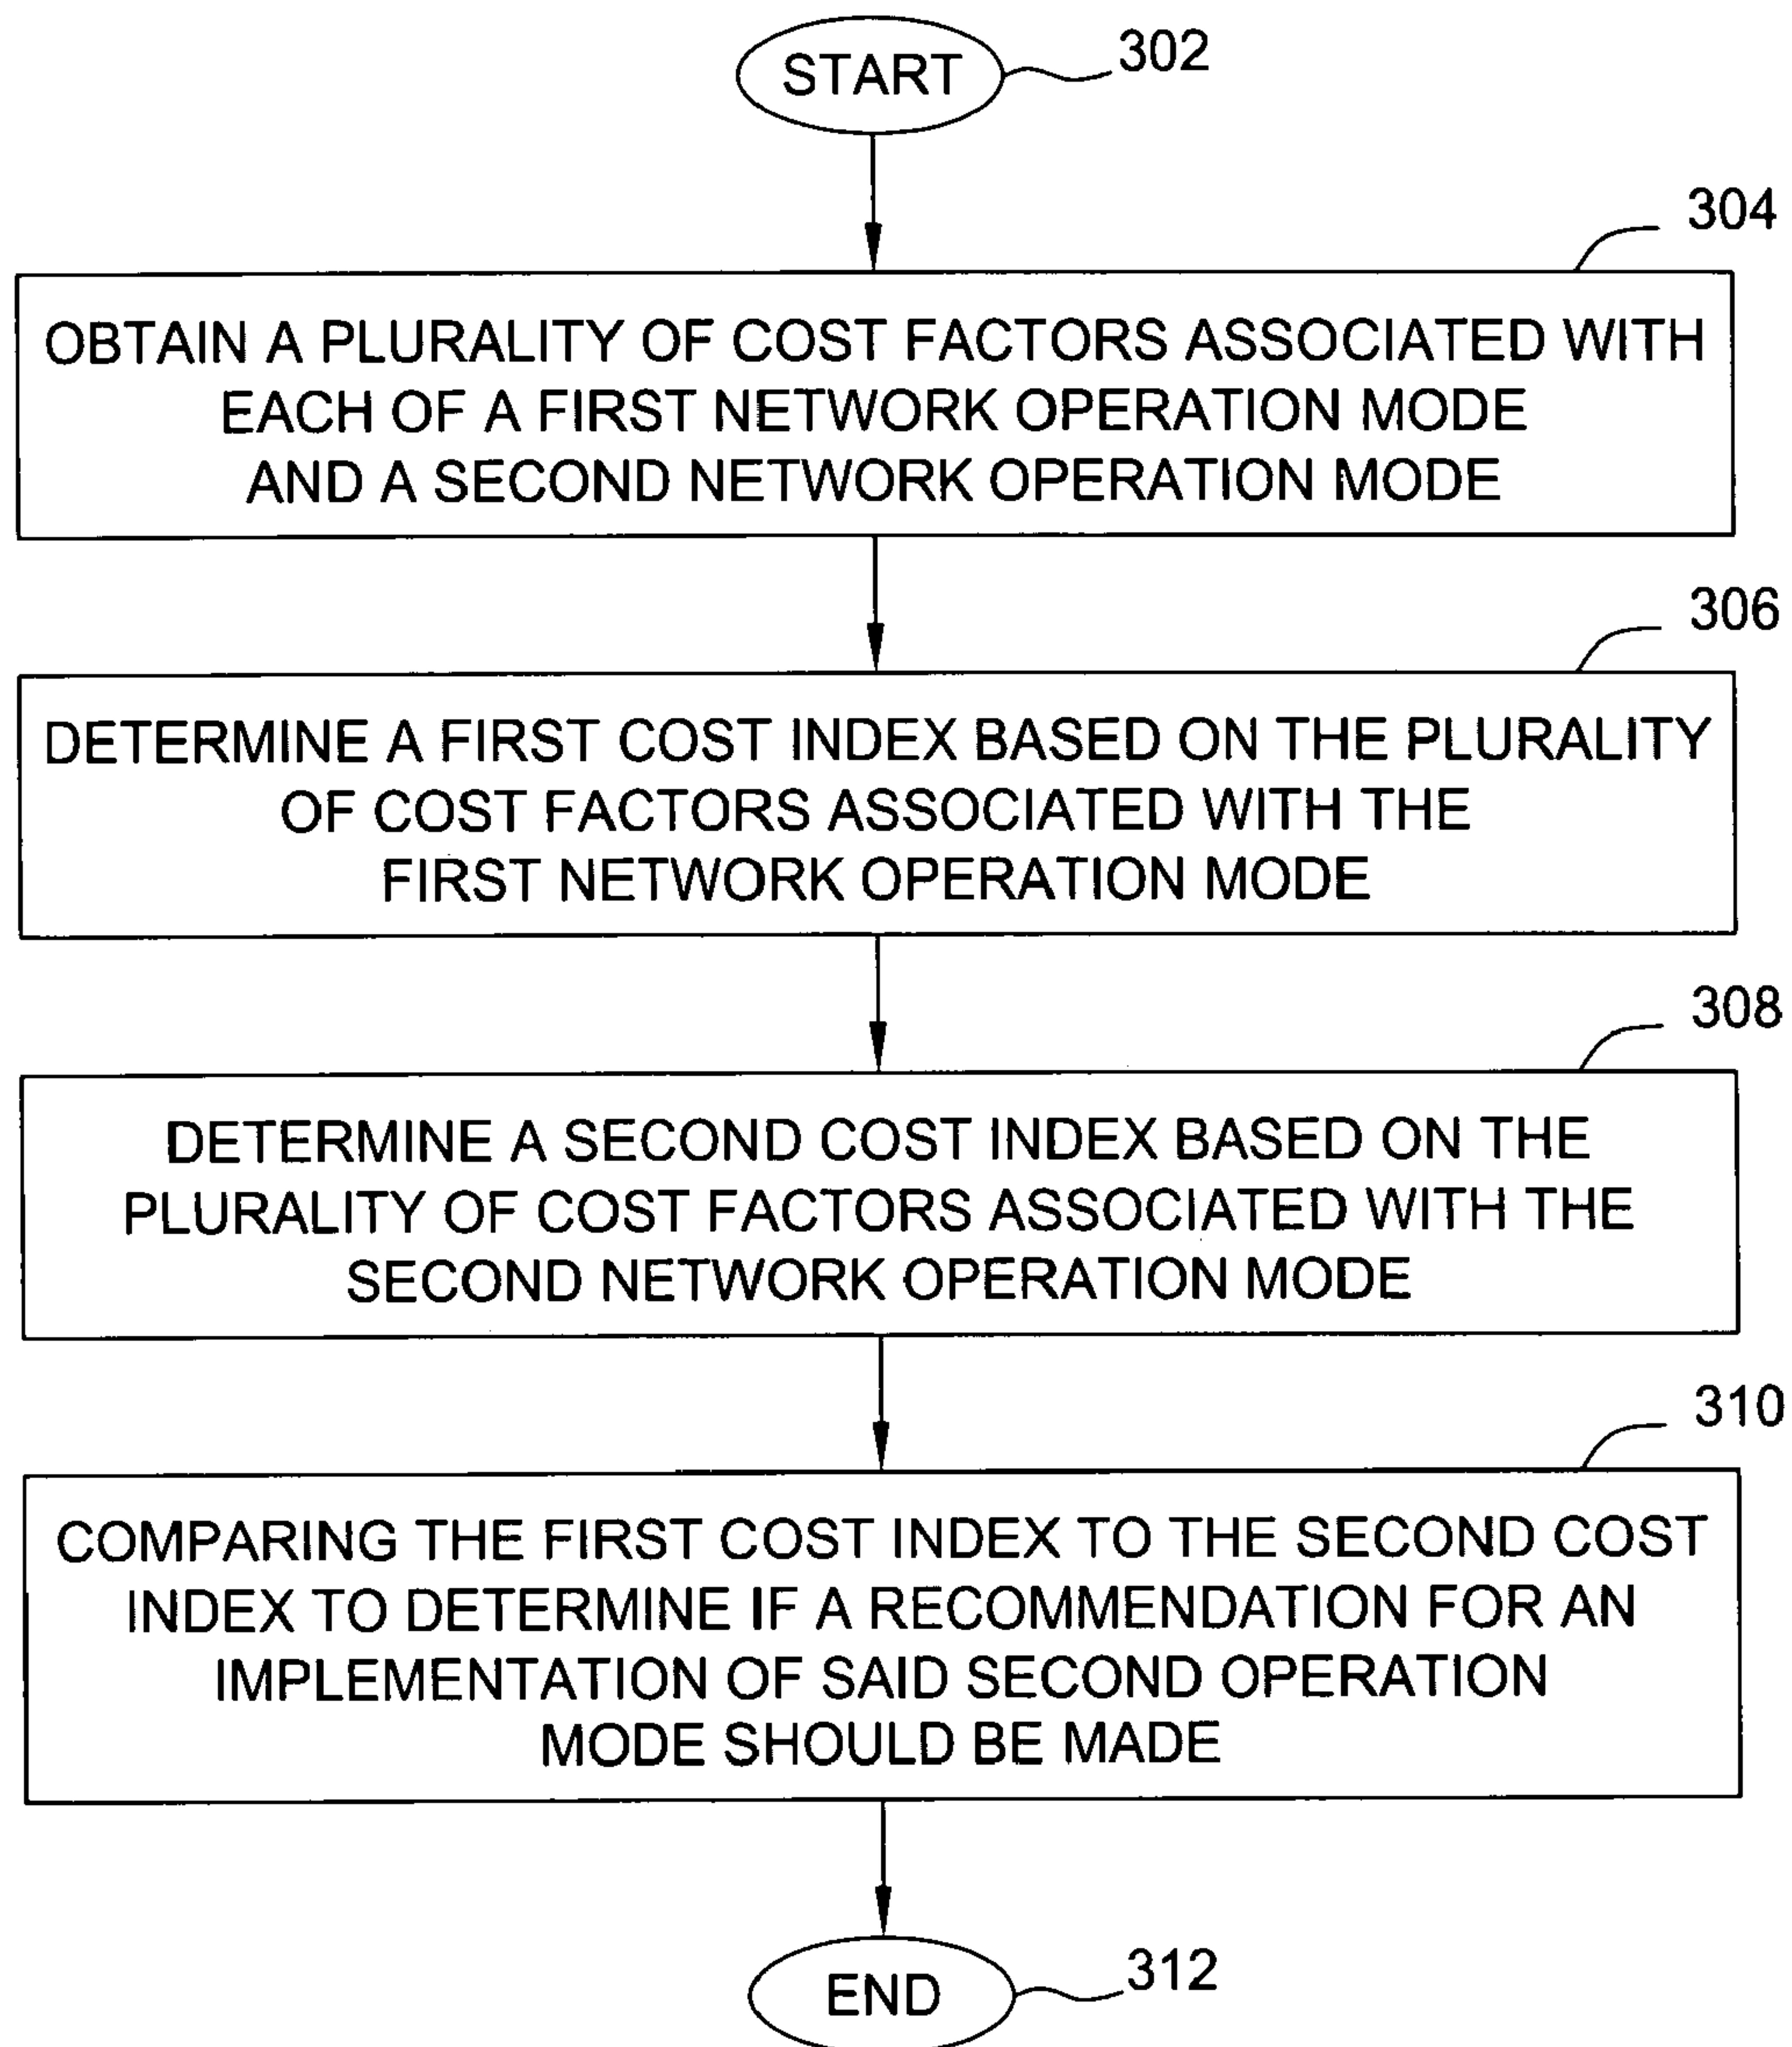 START
302
304
OBTAIN A PLURALITY OF COST FACTORS ASSOCIATED WITH
EACH OF A FIRST NETWORK OPERATION MODE
AND A SECOND NETWORK OPERATION MODE
306
DETERMINE A FIRST COST INDEX BASED ON THE PLURALITY
OF COST FACTORS ASSOCIATED WITH THE
FIRST NETWORK OPERATION MODE
308
DETERMINE A SECOND COST INDEX BASED ON THE
PLURALITY OF COST FACTORS ASSOCIATED WITH THE
SECOND NETWORK OPERATION MODE
310
COMPARING THE FIRST COST INDEX TO THE SECOND COST
INDEX TO DETERMINE IF A RECOMMENDATION FOR AN
IMPLEMENTATION OF SAID SECOND OPERATION
MODE SHOULD BE MADE
END
312